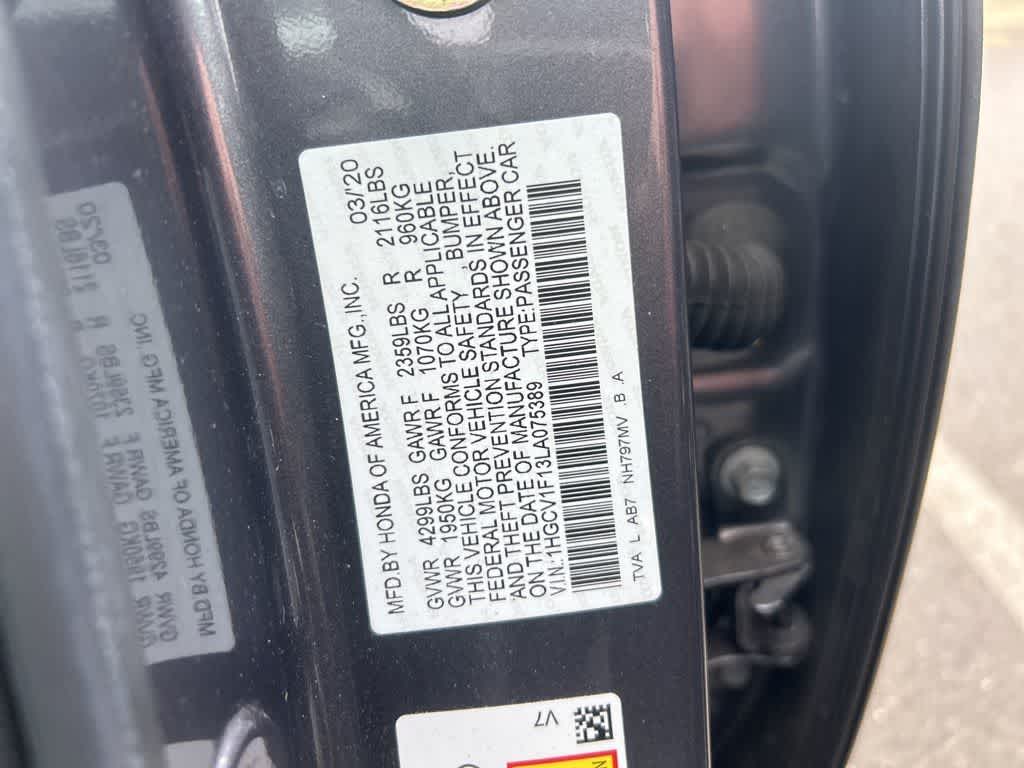 MFD.BY HONDA OF AMERICA MFG.,INC. 03/20
GVWR 4299LBS GAWR F 2359LBS R 2116LBS
GVWR 1950KG GAWR F 1070KG R 960KG
THIS VEHICLE CONFORMS TO ALL APPLICABLE
FEDERAL MOTOR VEHICLE SAFETY , BUMPER,
AND THEFT PREVENTION STANDARDS IN EFFECT
ON THE DATE OF MANUFACTURE SHOWN ABOVE.
V.I.N.:1HGCV1F13LA075389 TYPE:PASSENGER CAR
TVA L AB7 NH797MV B A
V7